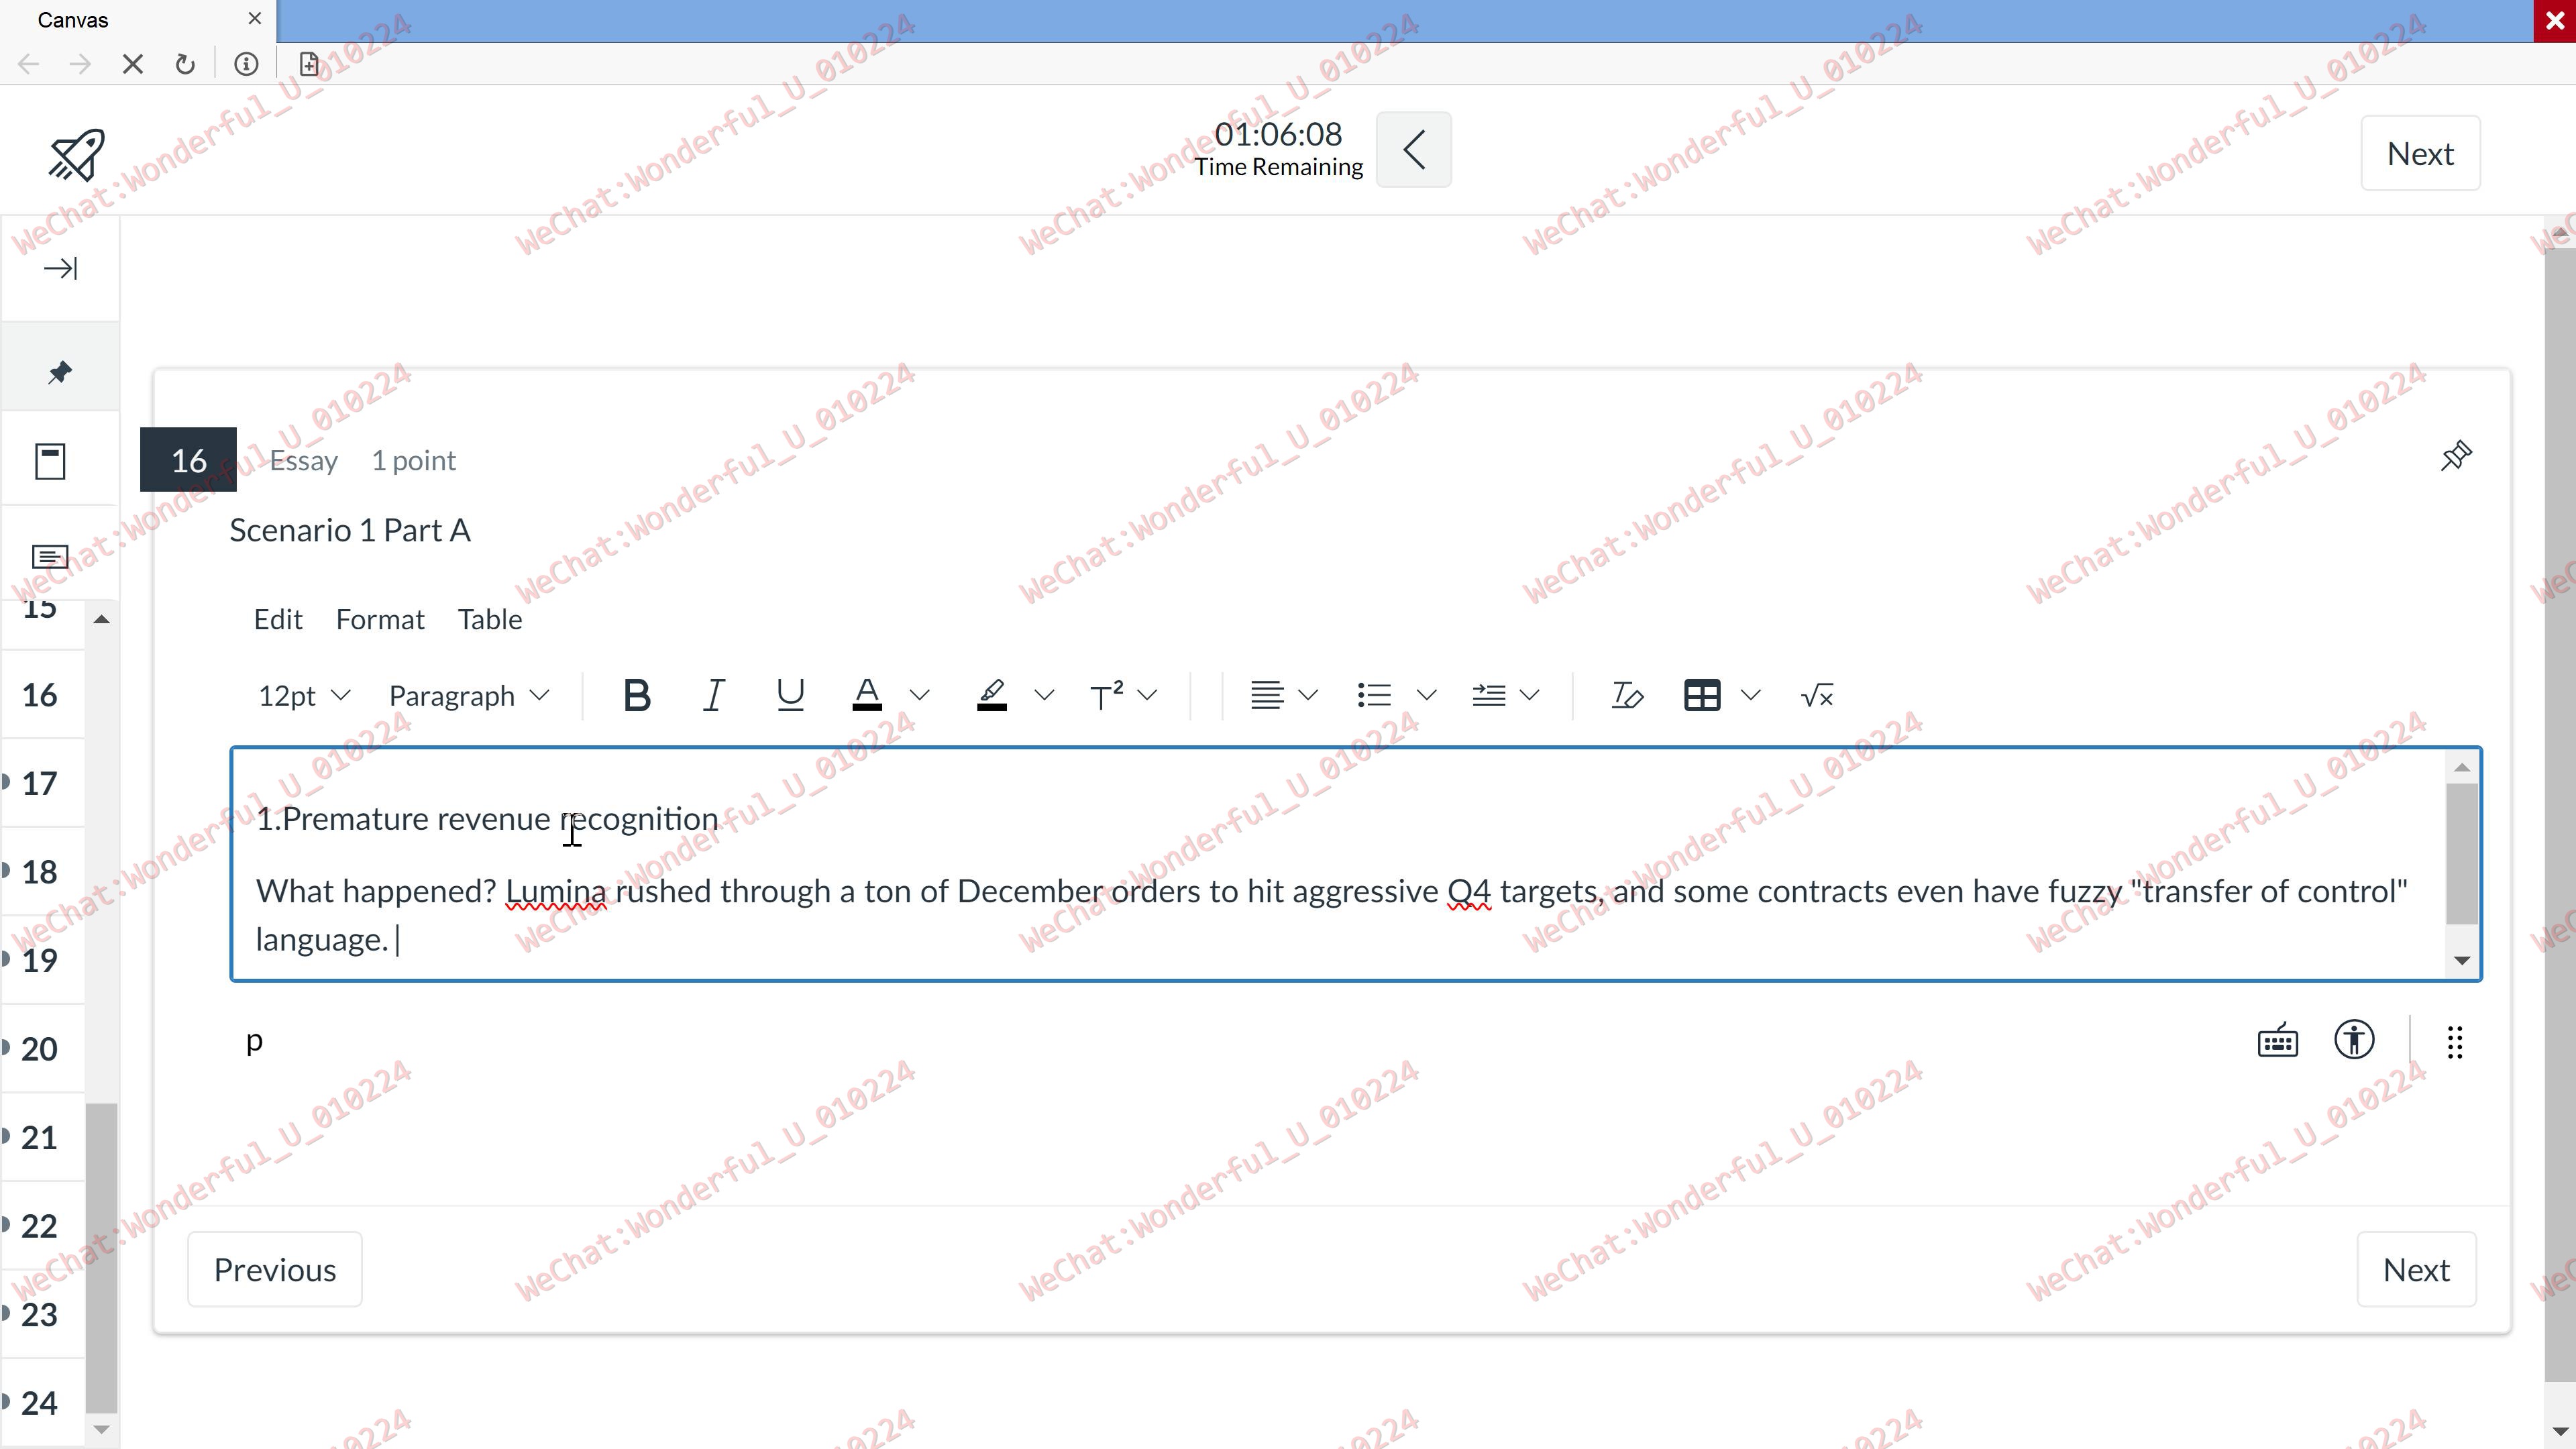 Canvas
01:06:08
Time Remaining
Next
16 Essay 1 point
Scenario 1 Part A
Edit Format Table
12pt Paragraph
1.Premature revenue recognition
What happened? Lumina rushed through a ton of December orders to hit aggressive Q4 targets, and some contracts even have fuzzy "transfer of control"
language.
p
Previous
Next
15
16
17
18
19
20
21
22
23
24
WeChat:Wonderful_U_010224